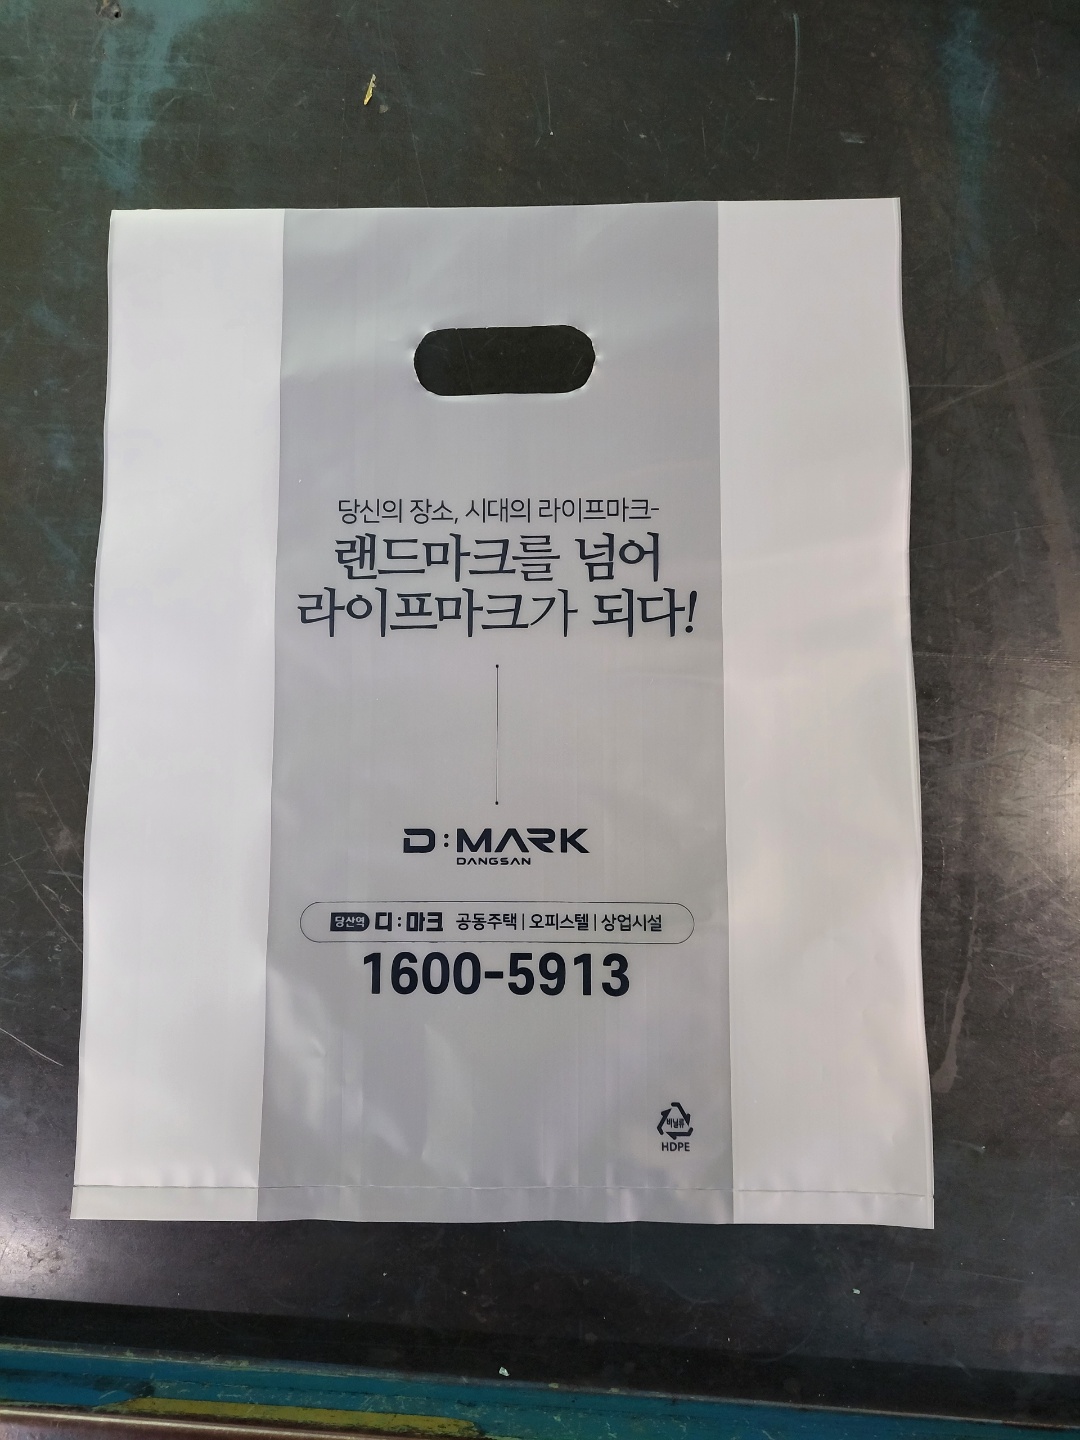 당신의 장소, 시대의 라이프마크-
랜드마크를 넘어
라이프마크가 되다!
D:MARK
DANGSAN
당산역 디:마크 공동주택|오피스텔|상업시설
1600-5913
비닐류
HDPE